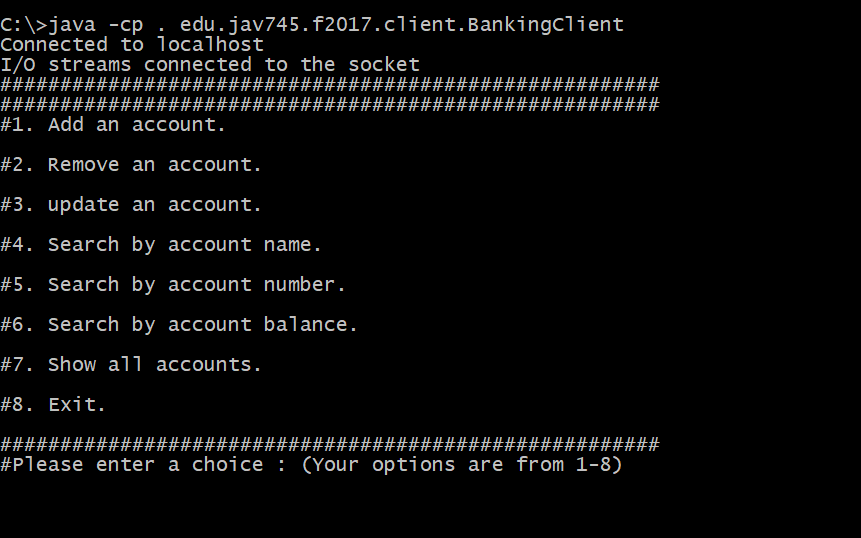 C:\>java -cp . edu.jav745.f2017.client.BankingClient
Connected to localhost
I/O streams connected to the socket
#######################################################
#######################################################
#1. Add an account.
#2. Remove an account.
#3. update an account.
#4. Search by account name.
#5. Search by account number.
#6. Search by account balance.
#7. Show all accounts.
#8. Exit.
#######################################################
#Please enter a choice : (Your options are from 1-8)